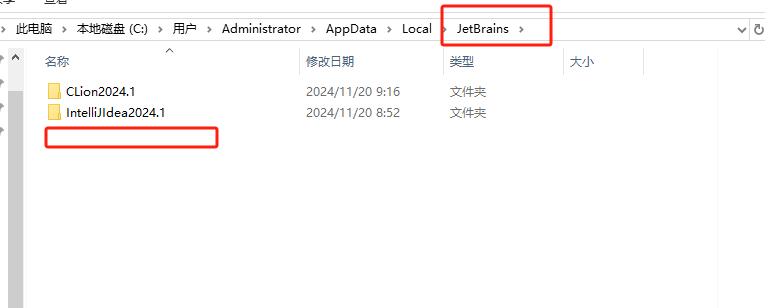 此电脑 > 本地磁盘 (C:) > 用户 > Administrator > AppData > Local > JetBrains >
名称 修改日期 类型 大小
CLion2024.1 2024/11/20 9:16 文件夹
IntelliJIdea2024.1 2024/11/20 8:52 文件夹